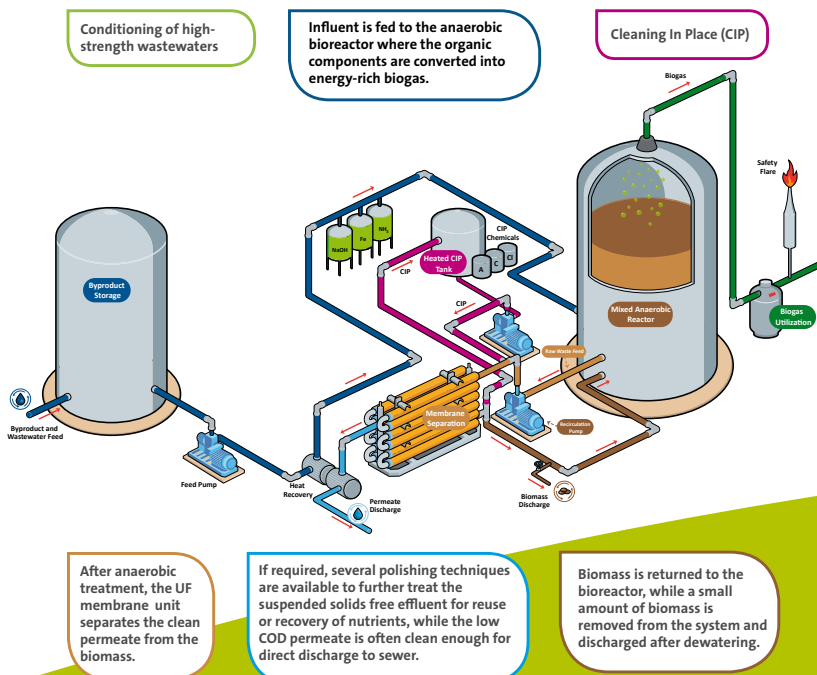 Conditioning of high-
strength wastewaters
Influent is fed to the anaerobic
bioreactor where the organic
components are converted into
energy-rich biogas.
Cleaning In Place (CIP)
Biogas
Safety
Flare
NaOH
Fe
NH3
CIP
Chemicals
Heated CIP
Tank
A
C
Cl
CIP
Byproduct
Storage
CIP
Mixed Anaerobic
Reactor
Biogas
Utilization
Raw Waste Feed
Membrane
Separation
Recirculation
Pump
Byproduct and
Wastewater Feed
Feed Pump
Heat
Recovery
Permeate
Discharge
Biomass
Discharge
After anaerobic
treatment, the UF
membrane unit
separates the clean
permeate from the
biomass.
If required, several polishing techniques
are available to further treat the
suspended solids free effluent for reuse
or recovery of nutrients, while the low
COD permeate is often clean enough for
direct discharge to sewer.
Biomass is returned to the
bioreactor, while a small
amount of biomass is
removed from the system and
discharged after dewatering.